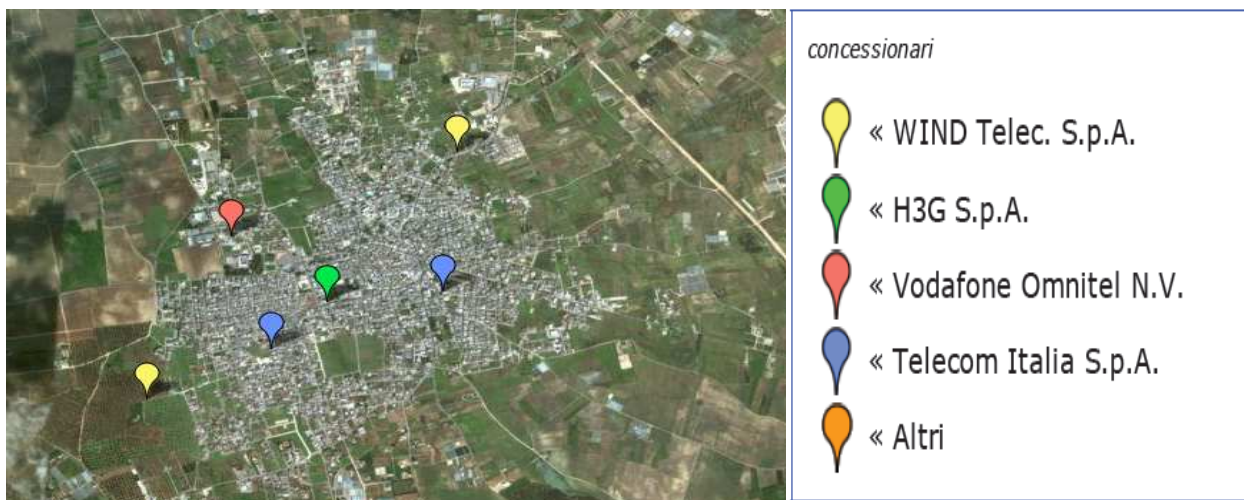 concessionari
« WIND Telec. S.p.A.
« H3G S.p.A.
« Vodafone Omnitel N.V.
« Telecom Italia S.p.A.
« Altri